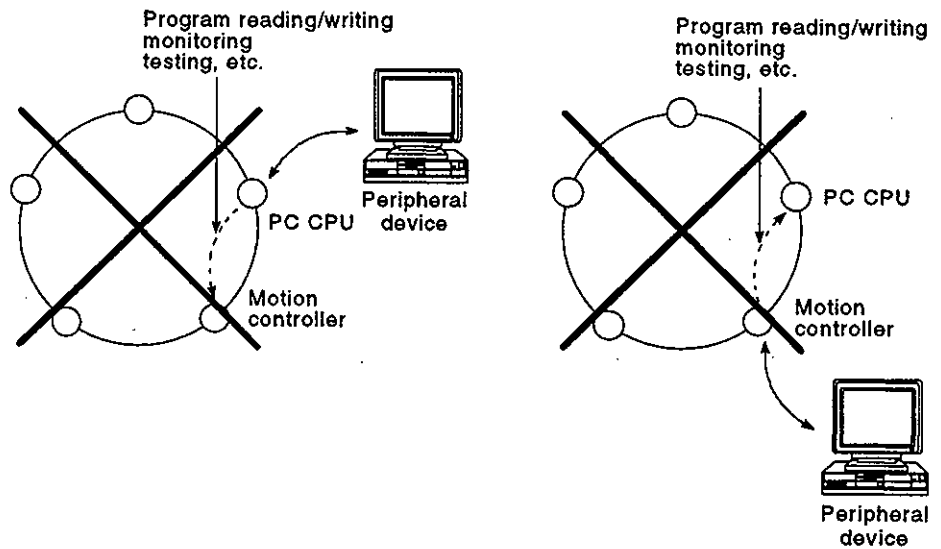 Program reading/writing
monitoring
testing, etc.
PC CPU
Peripheral
device
Motion
controller
Program reading/writing
monitoring
testing, etc.
PC CPU
Motion
controller
Peripheral
device